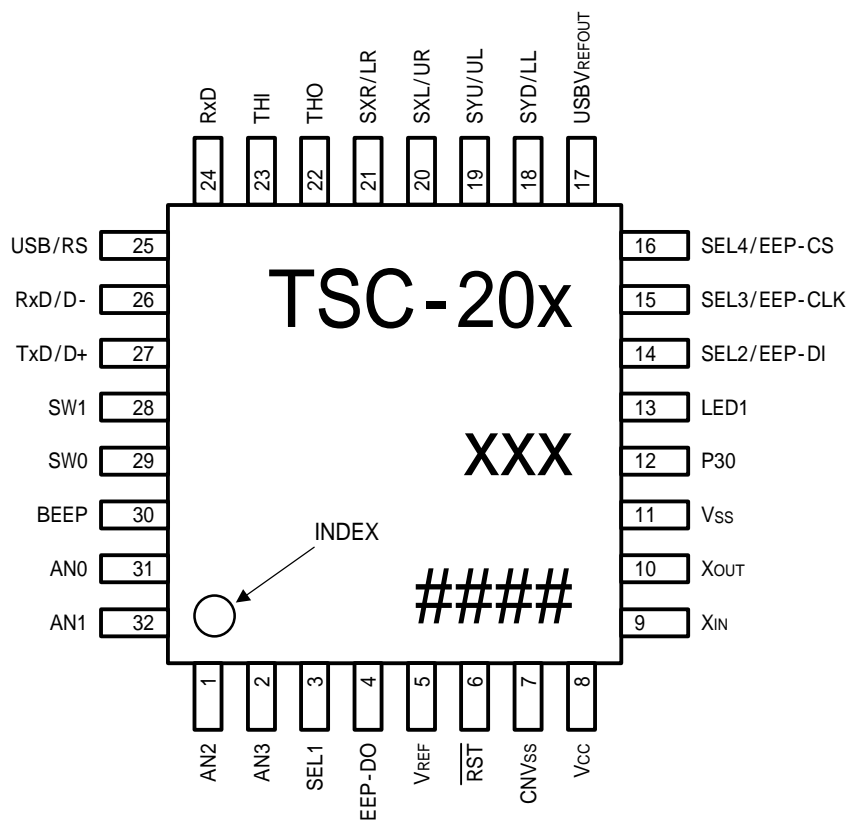 RxD
THI
THO
SXR/LR
SXL/UR
SYU/UL
SYD/LL
USBVREFOUT
24
23
22
21
20
19
18
17
USB/RS 25
RxD/D- 26
TxD/D+ 27
SW1 28
SW0 29
BEEP 30
AN0 31
AN1 32
TSC-20x
XXX
INDEX
####
16 SEL4/EEP-CS
15 SEL3/EEP-CLK
14 SEL2/EEP-DI
13 LED1
12 P30
11 VSS
10 XOUT
9 XIN
1
2
3
4
5
6
7
8
AN2
AN3
SEL1
EEP-DO
VREF
RST
CNVSS
VCC